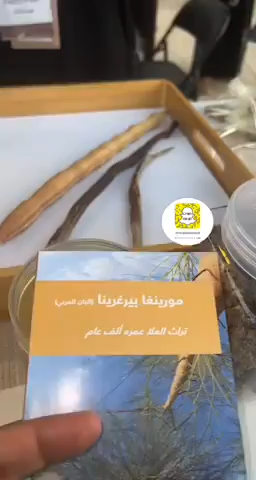 مورينغا بيرغرينا (البان العربي)
تراث العلا عمره ألف عام